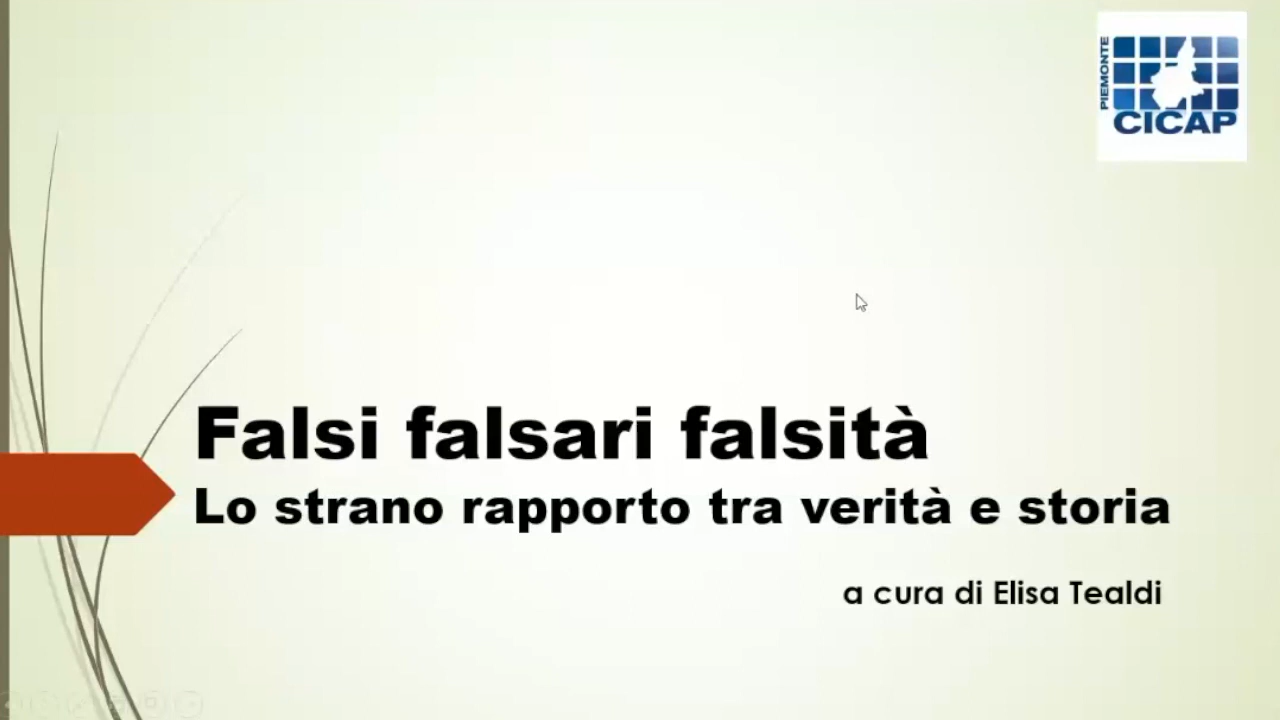 PIEMONTE
CICAP
Falsi falsari falsità
Lo strano rapporto tra verità e storia
a cura di Elisa Tealdi